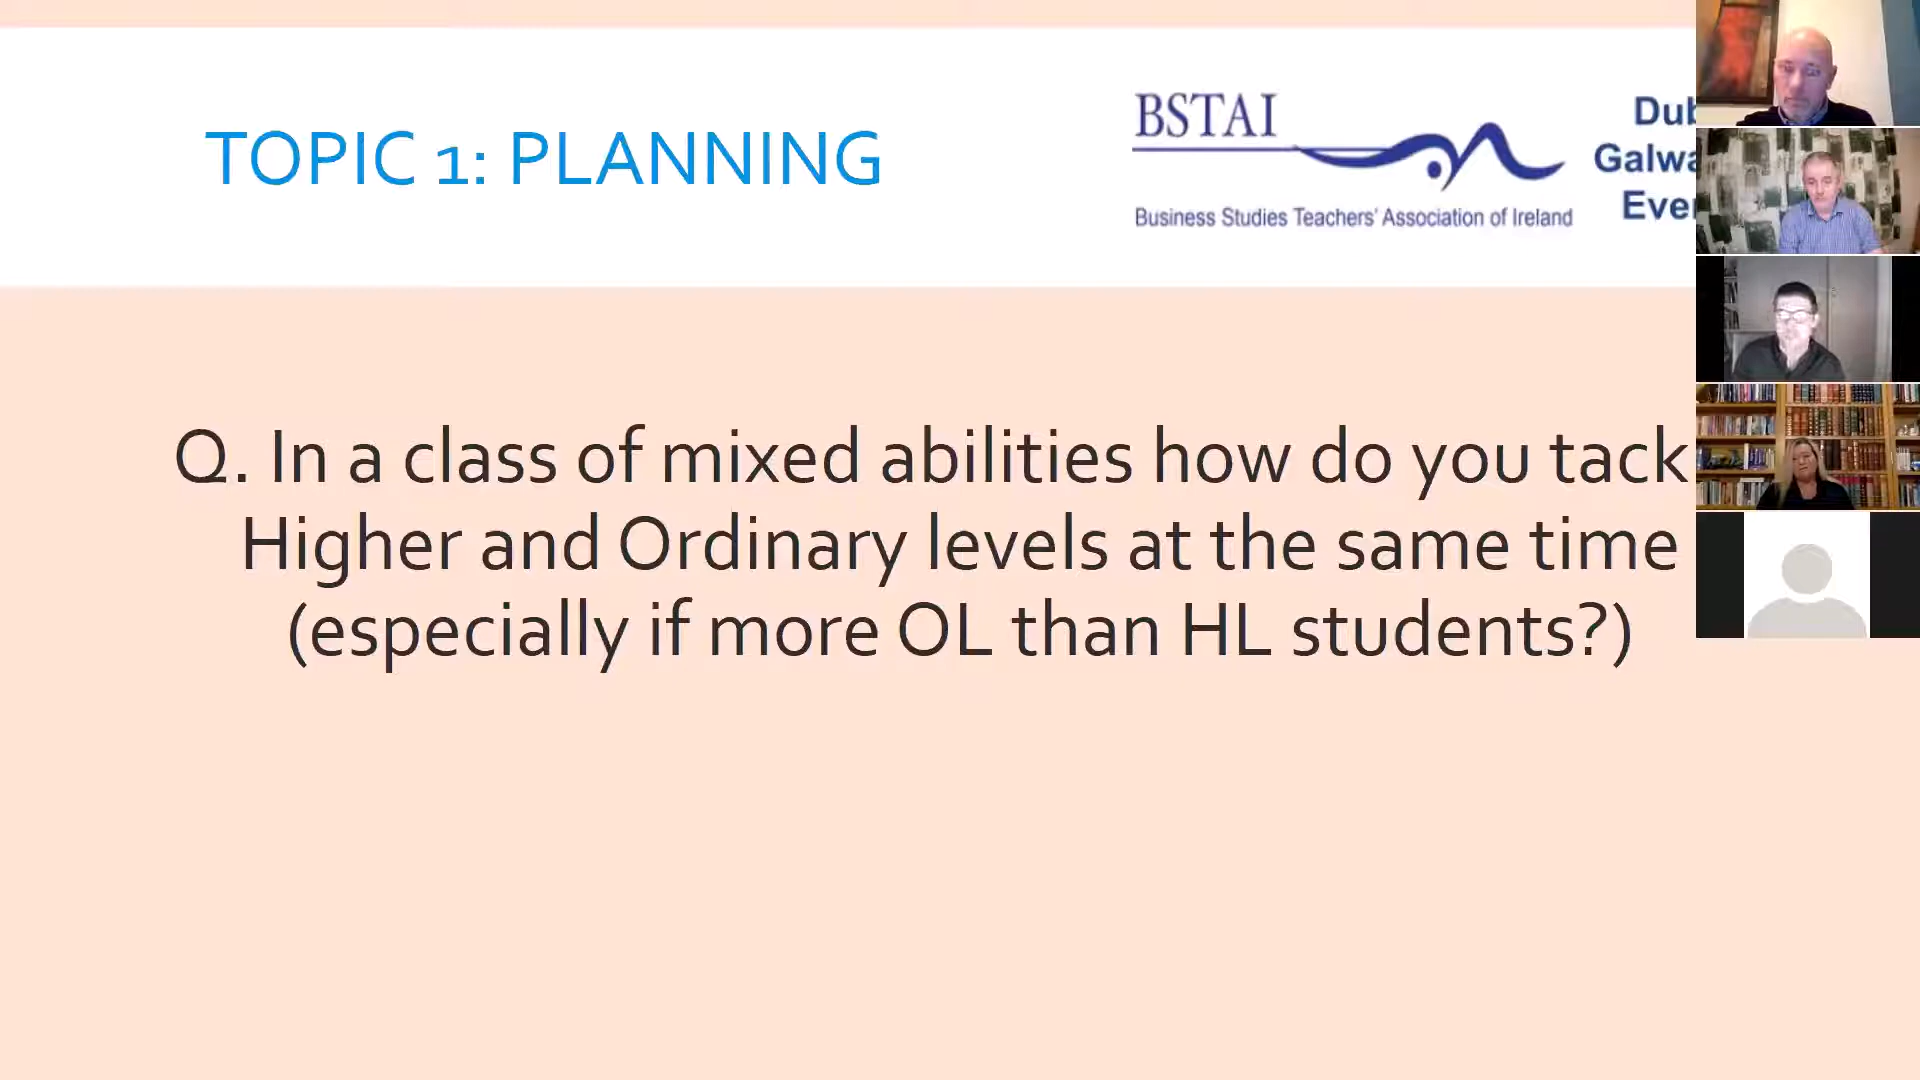 TOPIC 1: PLANNING
BSTAI
Business Studies Teachers' Association of Ireland
Q. In a class of mixed abilities how do you
Higher and Ordinary levels at the same time
(especially if more OL than HL students?)